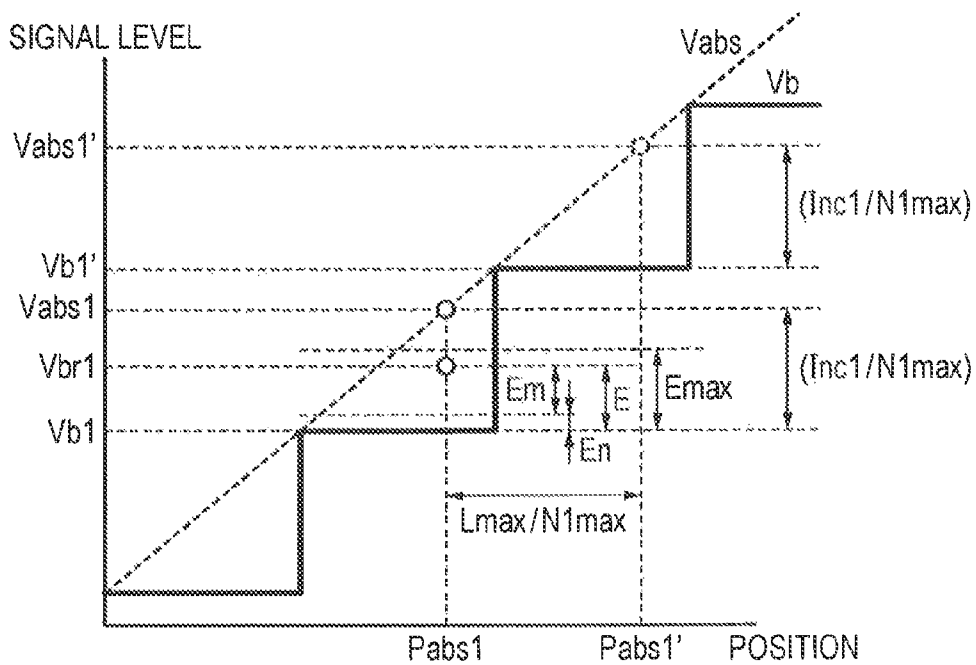 SIGNAL LEVEL
Vabs
Vb
Vabs1'
(Inc1/N1max)
Vb1'
Vabs1
Vbr1
Em
E
Emax
(Inc1/N1max)
Vb1
En
Lmax/N1max
Pabs1
Pabs1'
POSITION